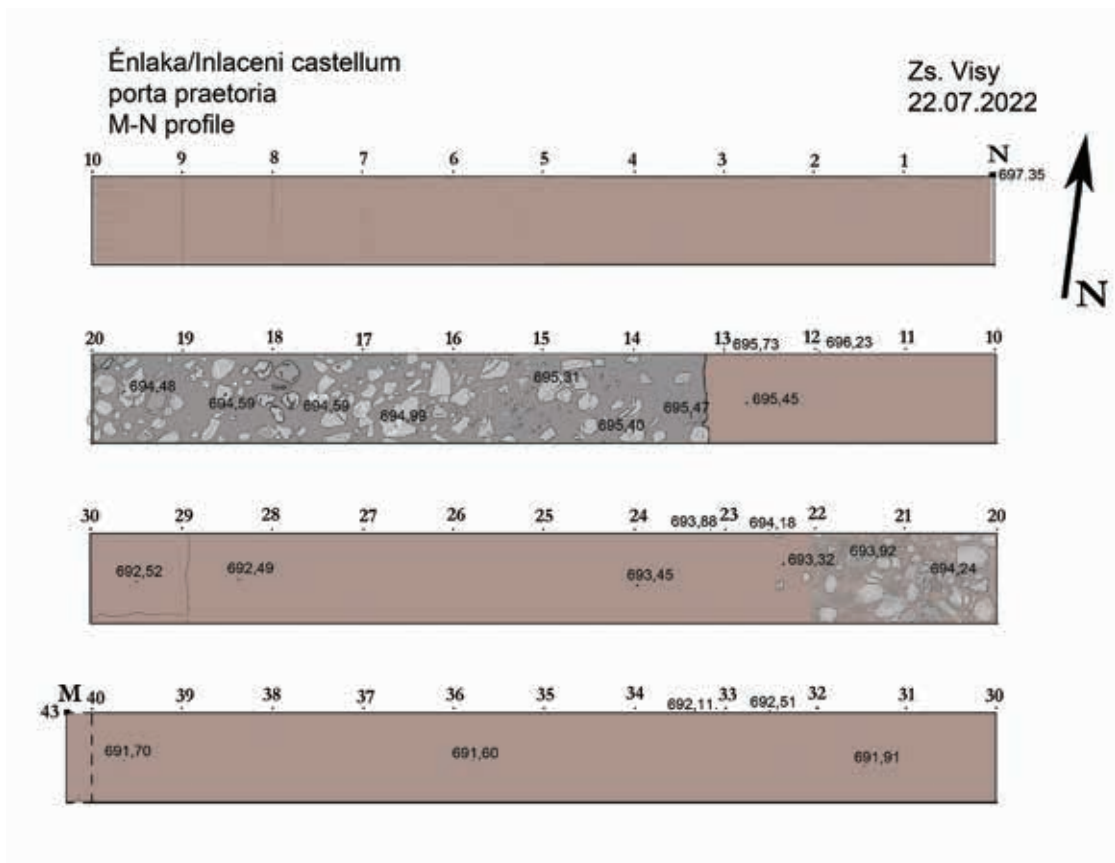 Énlaka/Inlaceni castellum
porta praetoria
M-N profile
Zs. Visy
22.07.2022
10 9 8 7 6 5 4 3 2 1 N
697.35
N
20 19 18 17 16 15 14 13 695,73 12 696,23 11 10
694,48 694,59 694,59 694,99 695,31 695,40 695,47 695,45
30 29 28 27 26 25 24 693,88 23 694,18 22 21 20
692,52 692,49 693,45 693,32 693,92 694,24
M
43 40 39 38 37 36 35 34 692,11 33 692,51 32 31 30
691,70 691,60 691,91